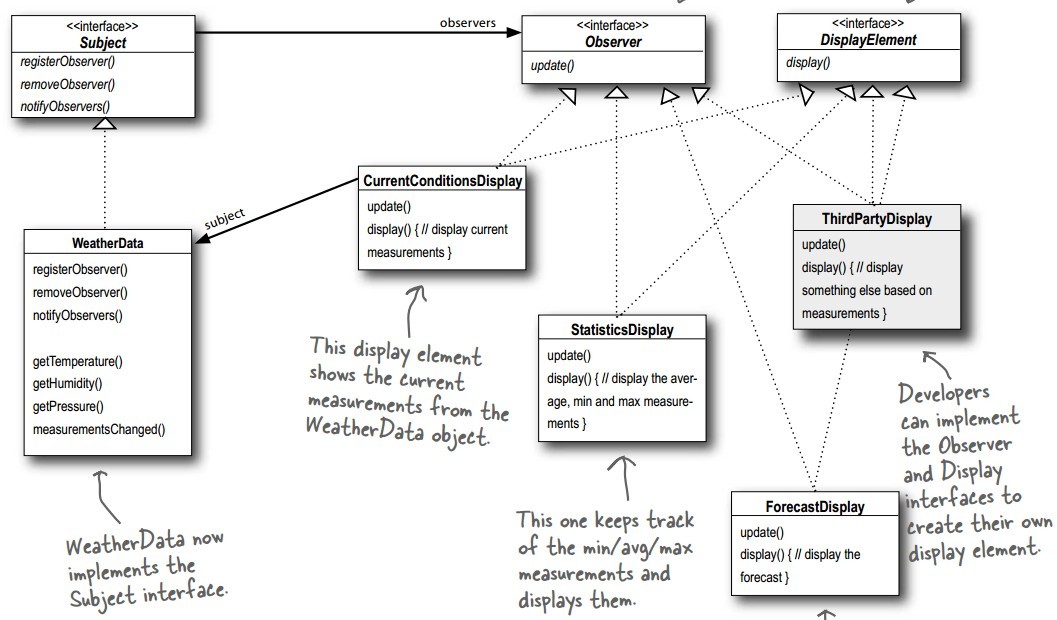 <<interface>>
Subject
registerObserver()
removeObserver()
notifyObservers()
observers
<<interface>>
Observer
update()
<<interface>>
DisplayElement
display()
CurrentConditionsDisplay
update()
display() { // display current
measurements }
subject
WeatherData
registerObserver()
removeObserver()
notifyObservers()
getTemperature()
getHumidity()
getPressure()
measurementsChanged()
ThirdPartyDisplay
update()
display() { // display
something else based on
measurements }
StatisticsDisplay
update()
display() { // display the aver-
age, min and max measure-
ments }
This display element
shows the current
measurements from the
WeatherData object.
Developers
can implement
the Observer
and Display
interfaces to
create their own
display element.
ForecastDisplay
update()
display() { // display the
forecast }
WeatherData now
implements the
Subject interface.
This one keeps track
of the min/avg/max
measurements and
displays them.